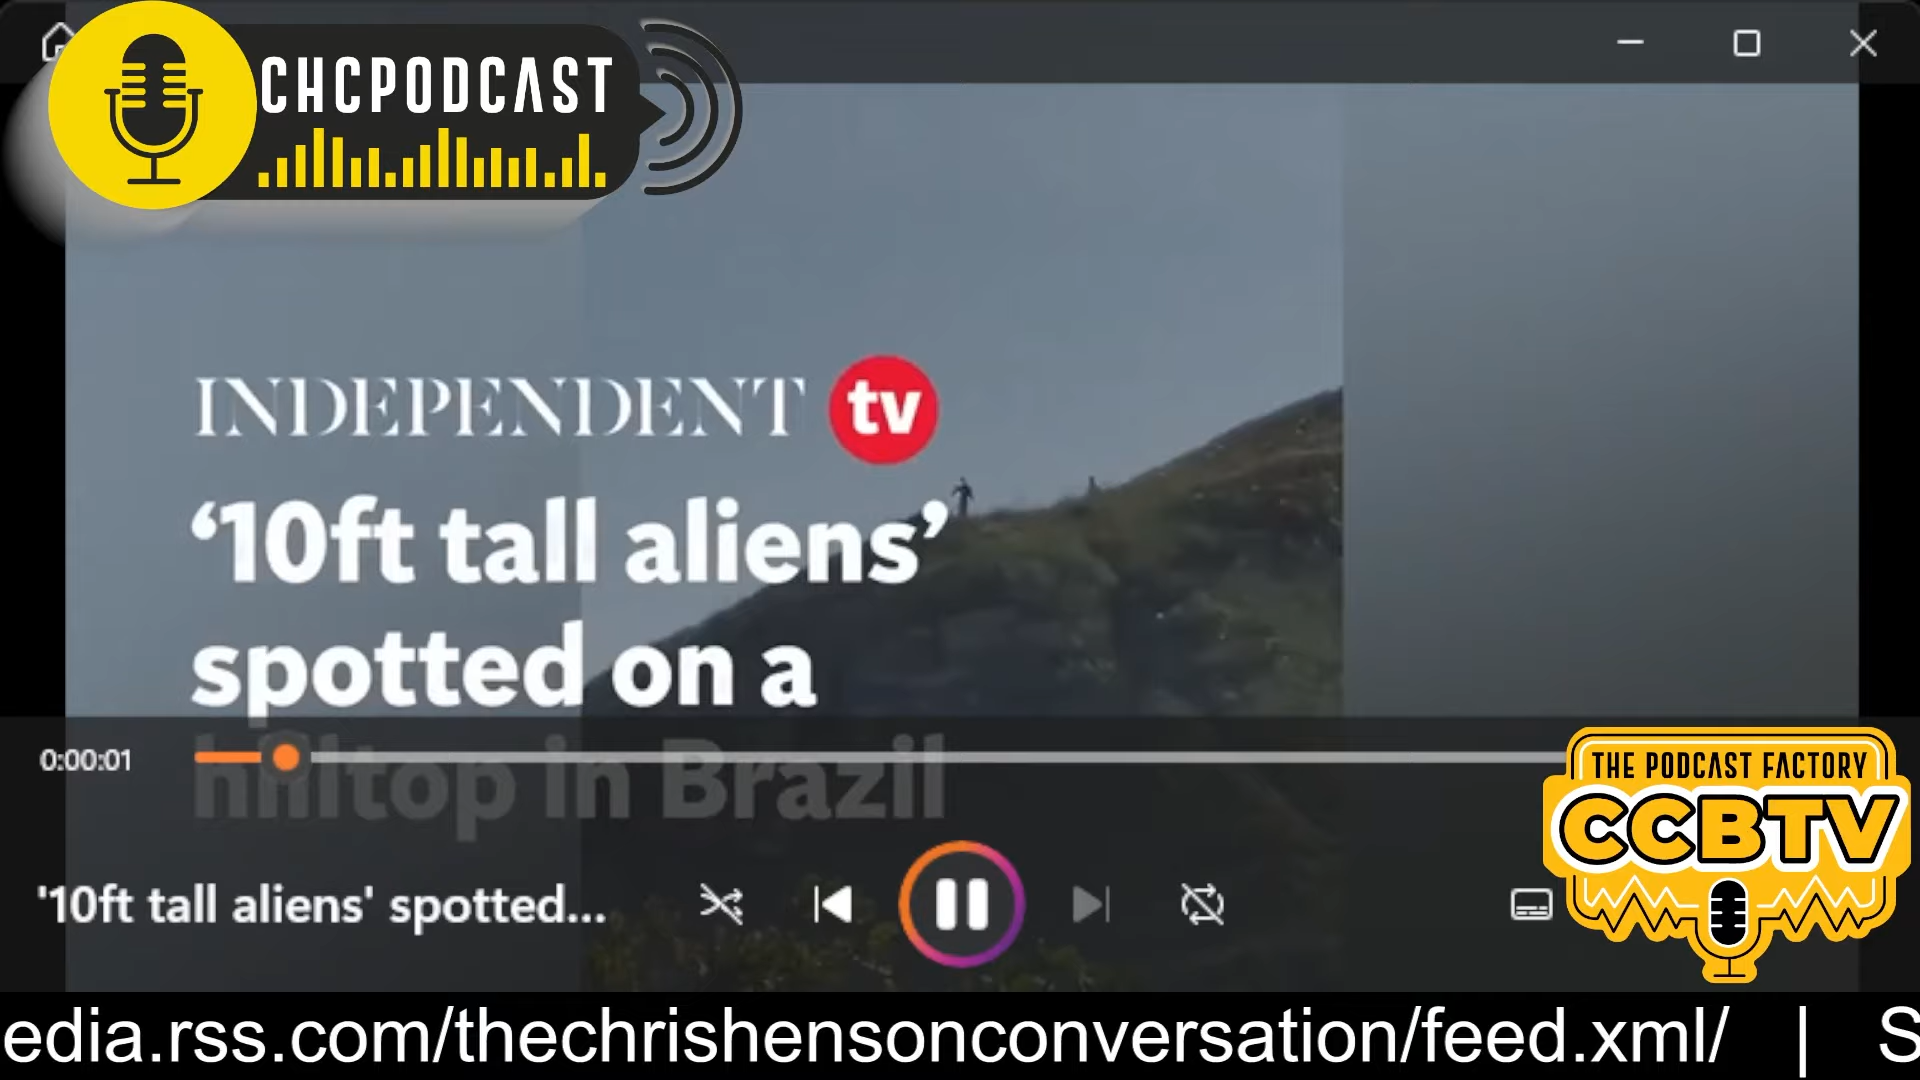 CHCPODCAST
INDEPENDENT tv
‘10ft tall aliens’
spotted on a
hilltop in Brazil
0:00:01
THE PODCAST FACTORY
CCBTV
'10ft tall aliens' spotted...
edia.rss.com/thechrishensonconversation/feed.xml/ | S